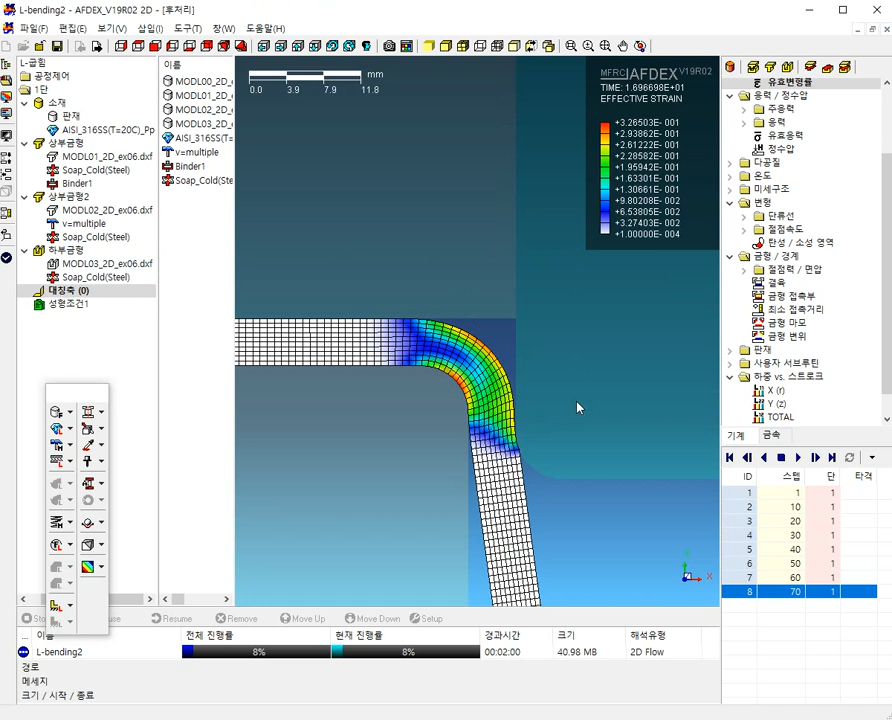 L-bending2 - AFDEX_V19R02 2D - [후처리]
파일(F) 편집(E) 보기(V) 삽입(I) 도구(T) 창(W) 도움말(H)
L-굽힘
공정제어
1단
소재
판재
AISI_316SS(T=20C)_Pp
상부금형
MODL01_2D_ex06.dxf
Soap_Cold(Steel)
Binder1
상부금형2
MODL02_2D_ex06.dxf
v=multiple
Soap_Cold(Steel)
하부금형
MODL03_2D_ex06.dxf
Soap_Cold(Steel)
대칭축 (0)
성형조건1
이름
MODL00_2D_
MODL01_2D_
MODL02_2D_
MODL03_2D_
AISI_316SS(T=
v=multiple
Binder1
Soap_Cold(Ste
mm
0.0 3.9 7.9 11.8
MFRC AFDEX V19R02
TIME: 1.696698E+01
EFFECTIVE STRAIN
+3.26503E- 001
+2.93862E- 001
+2.61222E- 001
+2.28582E- 001
+1.95942E- 001
+1.63301E- 001
+1.30661E- 001
+9.80208E- 002
+6.53805E- 002
+3.27403E- 002
+1.00000E- 004
Y
X
유효변형률
응력 / 정수압
주응력
응력
유효응력
정수압
다공질
온도
미세구조
변형
단류선
절점속도
탄성 / 소성 영역
금형 / 경계
절점력 / 면압
결육
금형 접촉부
최소 접촉거리
금형 마모
금형 변위
판재
사용자 서브루틴
하중 vs. 스트로크
X (r)
Y (z)
TOTAL
기계 금속
ID 스텝 단 타격
1 1 1
2 10 1
3 20 1
4 30 1
5 40 1
6 50 1
7 60 1
8 70 1
Resume Remove Move Up Move Down Setup
... 이름 전체 진행률 현재 진행률 경과시간 크기 해석유형
L-bending2 8% 8% 00:02:00 40.98 MB 2D Flow
경로
메세지
크기 / 시작 / 종료